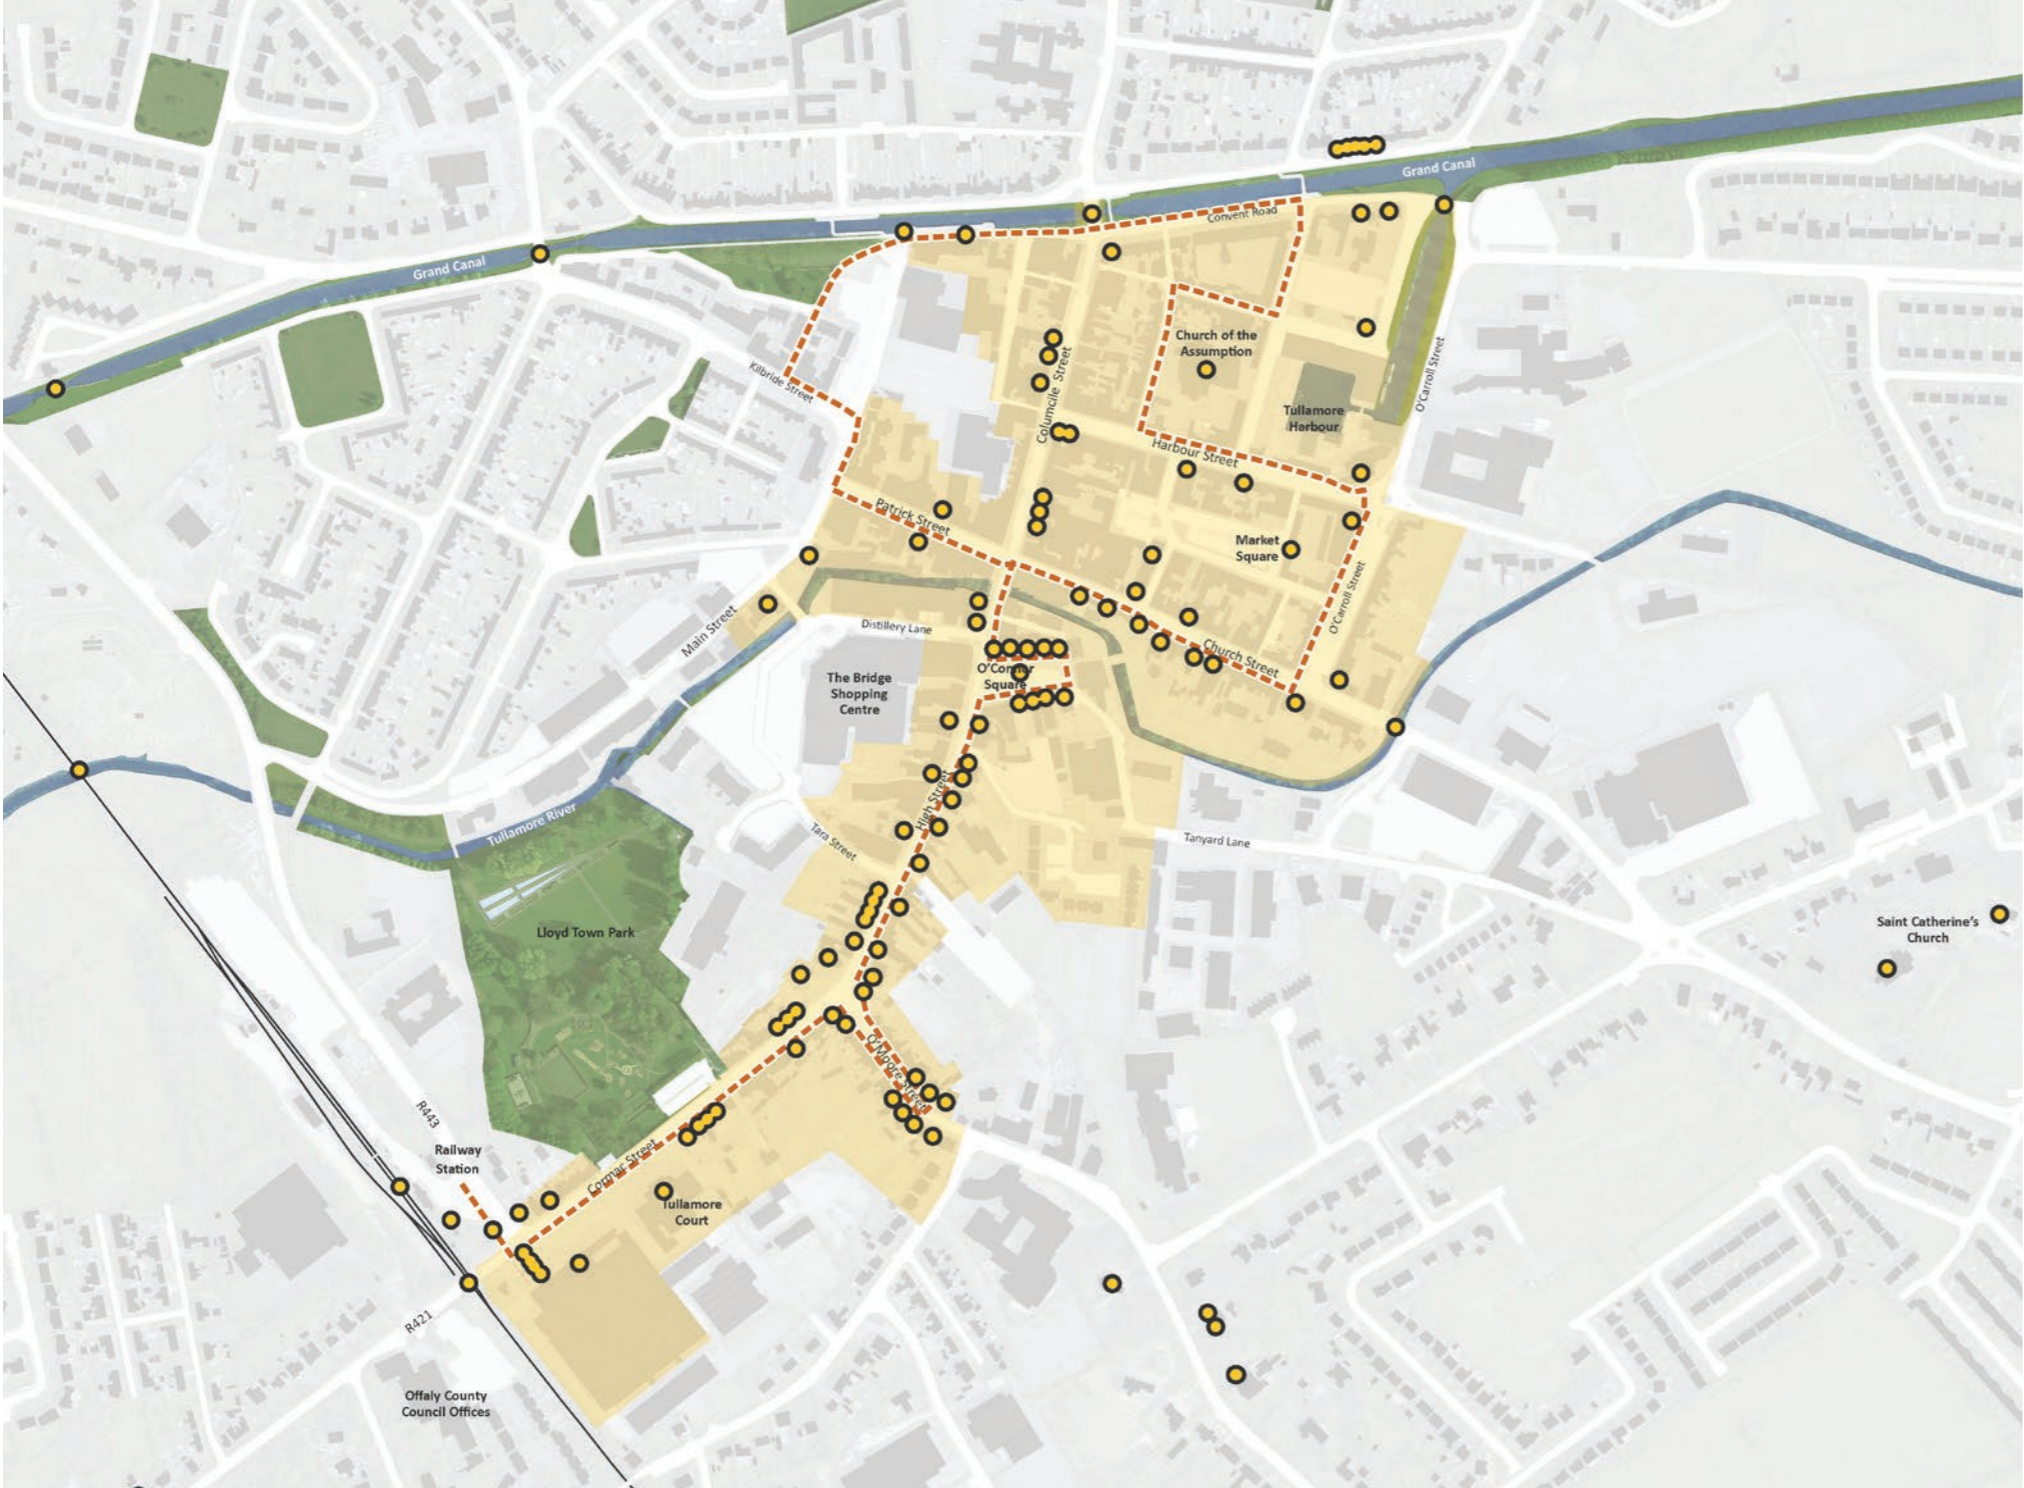 Grand Canal
Grand Canal
Convent Road
Church of the
Assumption
Kilbride Street
Columcile Street
O'Carroll Street
Tullamore
Harbour
Harbour Street
Patrick Street
Market
Square
O'Carroll Street
Main Street
Distillery Lane
Church Street
O'Connor
Square
The Bridge
Shopping
Centre
High Street
Tullamore River
Tara Street
Tanyard Lane
Lloyd Town Park
Saint Catherine's
Church
O'Moore Street
R443
Railway
Station
Cormac Street
Tullamore
Court
R421
Offaly County
Council Offices